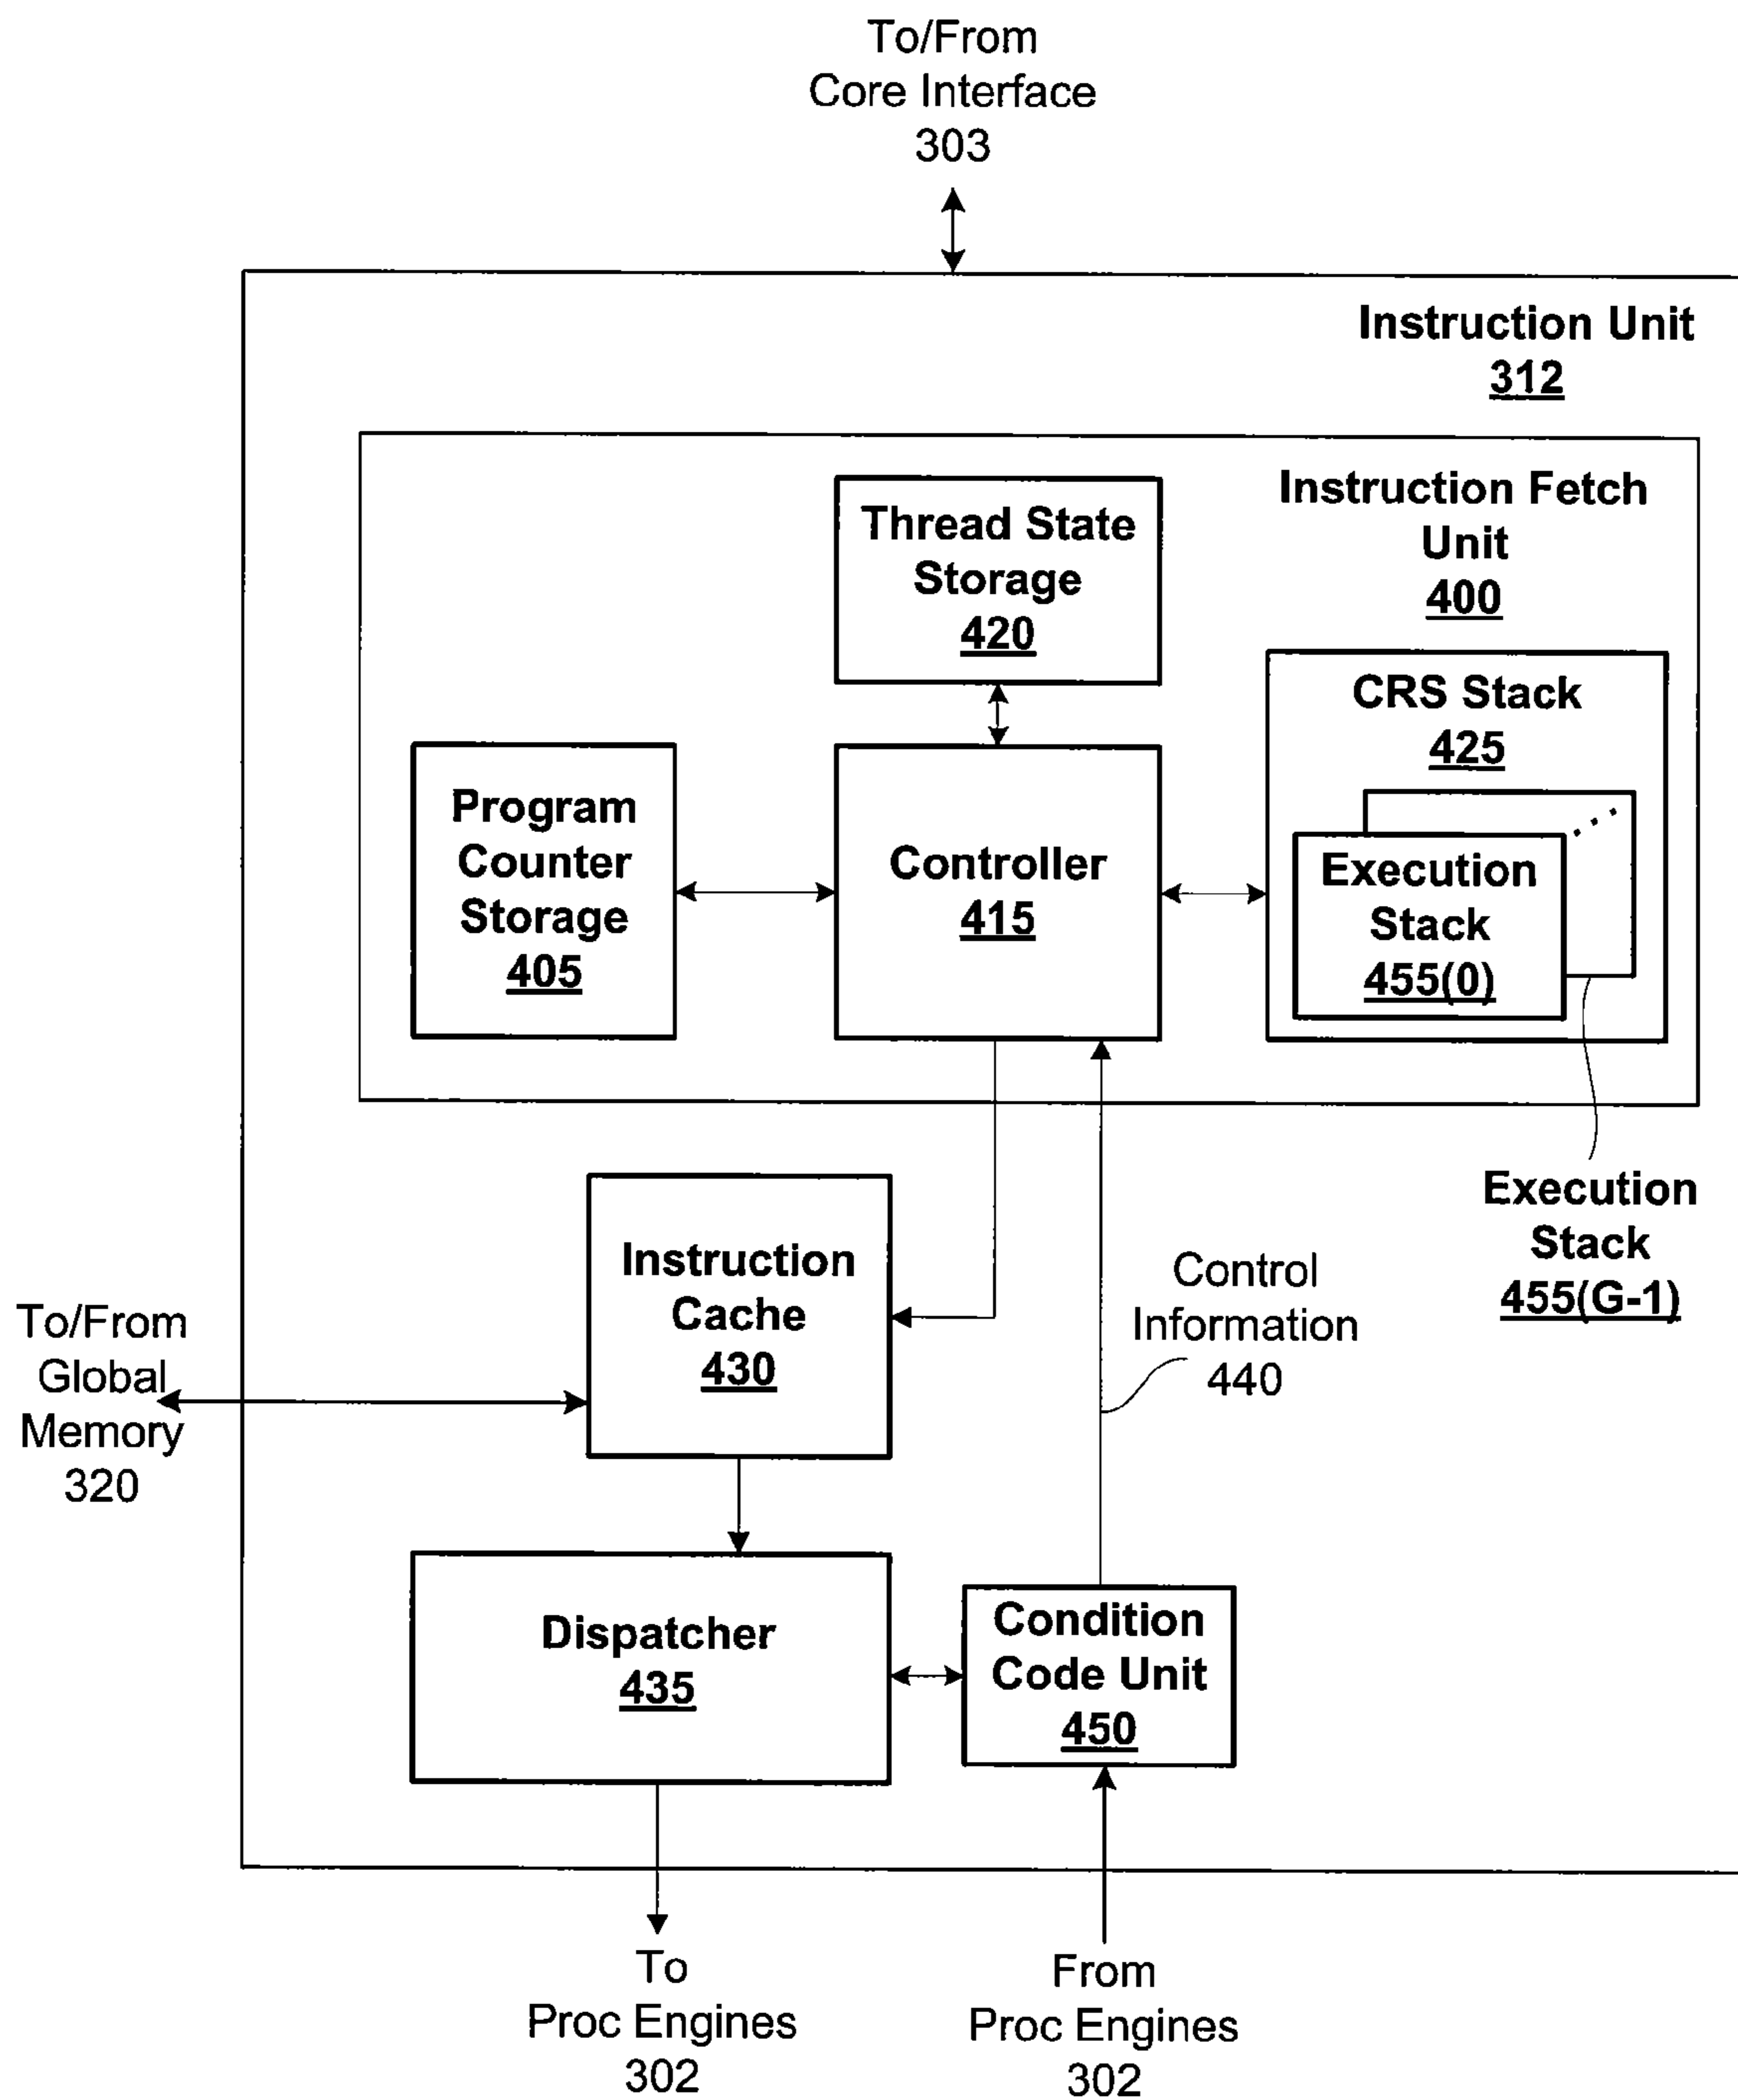 To/From
Core Interface
303
Instruction Unit
312
Instruction Fetch
Unit
400
Thread State
Storage
420
CRS Stack
425
Program
Counter
Storage
405
Controller
415
Execution
Stack
455(0)
Execution
Stack
455(G-1)
Instruction
Cache
430
Control
Information
440
To/From
Global
Memory
320
Dispatcher
435
Condition
Code Unit
450
To
Proc Engines
302
From
Proc Engines
302